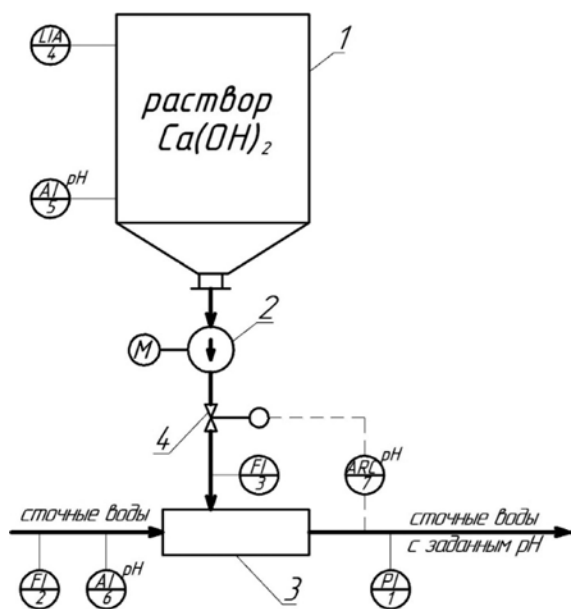 LIA
4
1
раствор
Ca(OH)₂
AI pH
5
2
M
4
FI
3
ARC pH
7
сточные воды
сточные воды
с заданным pH
FI
2
AI pH
6
3
PI
1